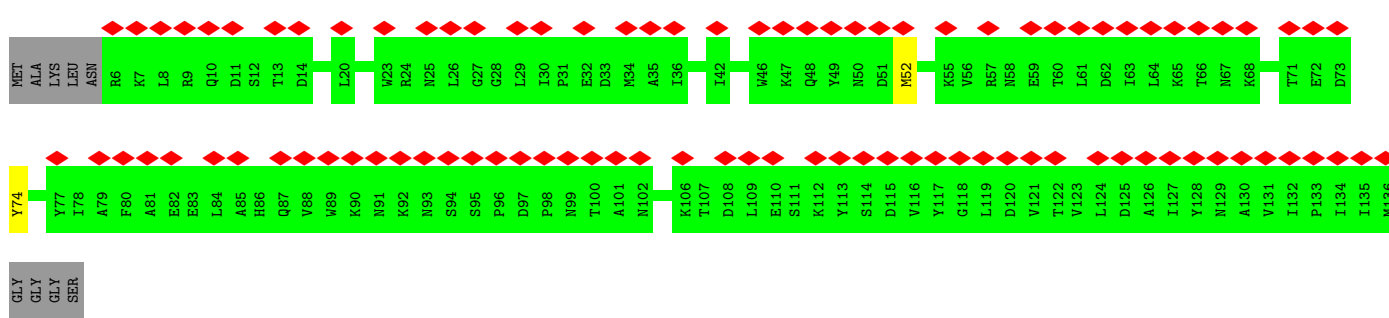 MET ALA LYS LEU ASN R6 K7 L8 R9 Q10 D11 S12 T13 D14 L20 W23 R24 N25 L26 G27 G28 L29 I30 P31 E32 D33 M34 A35 I36 I42 W46 K47 Q48 Y49 N50 D51 M52 K55 V56 R57 N58 E59 T60 L61 D62 I63 L64 K65 T66 N67 K68 T71 E72 D73
Y74 Y77 I78 A79 F80 A81 E82 E83 L84 A85 H86 Q87 V88 W89 K90 N91 K92 N93 S94 S95 P96 D97 P98 N99 T100 A101 N102 K106 T107 D108 L109 E110 S111 K112 Y113 S114 D115 V116 Y117 G118 L119 D120 V121 T122 V123 L124 D125 A126 I127 Y128 N129 A130 V131 I132 P133 I134 I135 M136
GLY GLY GLY SER